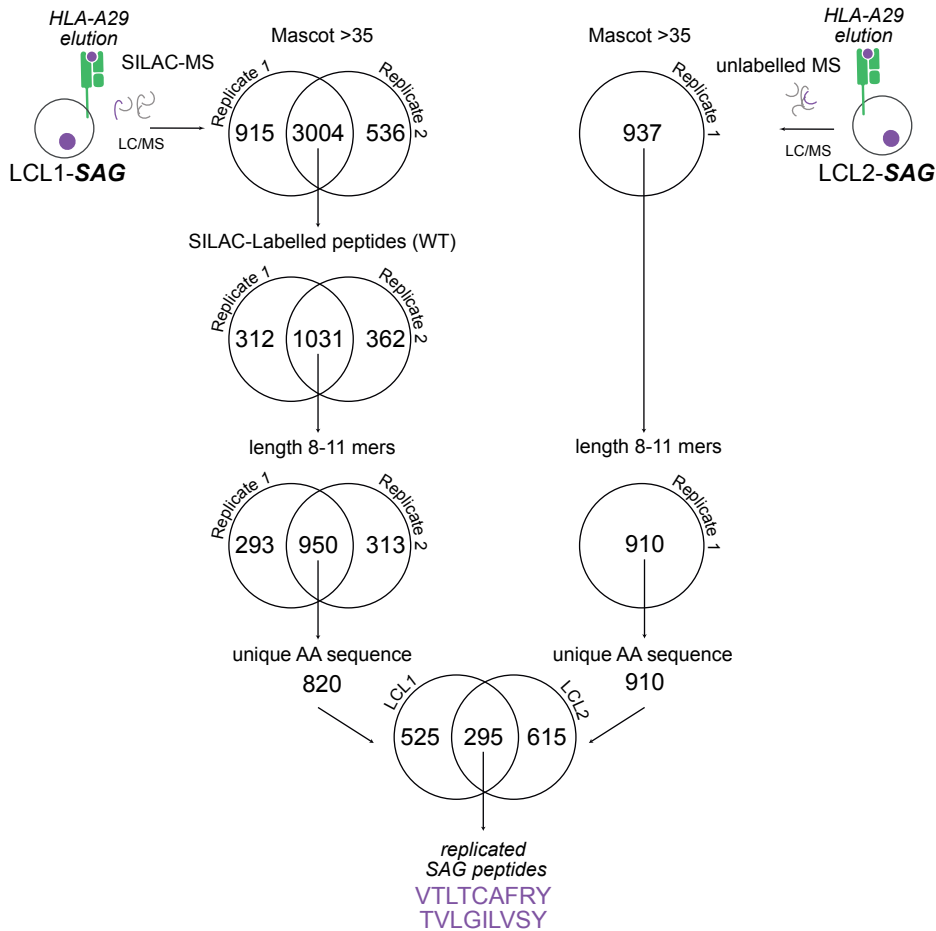 HLA-A29
elution
SILAC-MS
LC/MS
LCL1-SAG
Mascot >35
Replicate 1
Replicate 2
915 3004 536
SILAC-Labelled peptides (WT)
Replicate 1
Replicate 2
312 1031 362
length 8-11 mers
Replicate 1
Replicate 2
293 950 313
unique AA sequence
820
Mascot >35
Replicate 1
937
unlabelled MS
LC/MS
HLA-A29
elution
LCL2-SAG
length 8-11 mers
Replicate 1
910
unique AA sequence
910
LCL1
LCL2
525 295 615
replicated
SAG peptides
VTLTCAFRY
TVLGILVSY